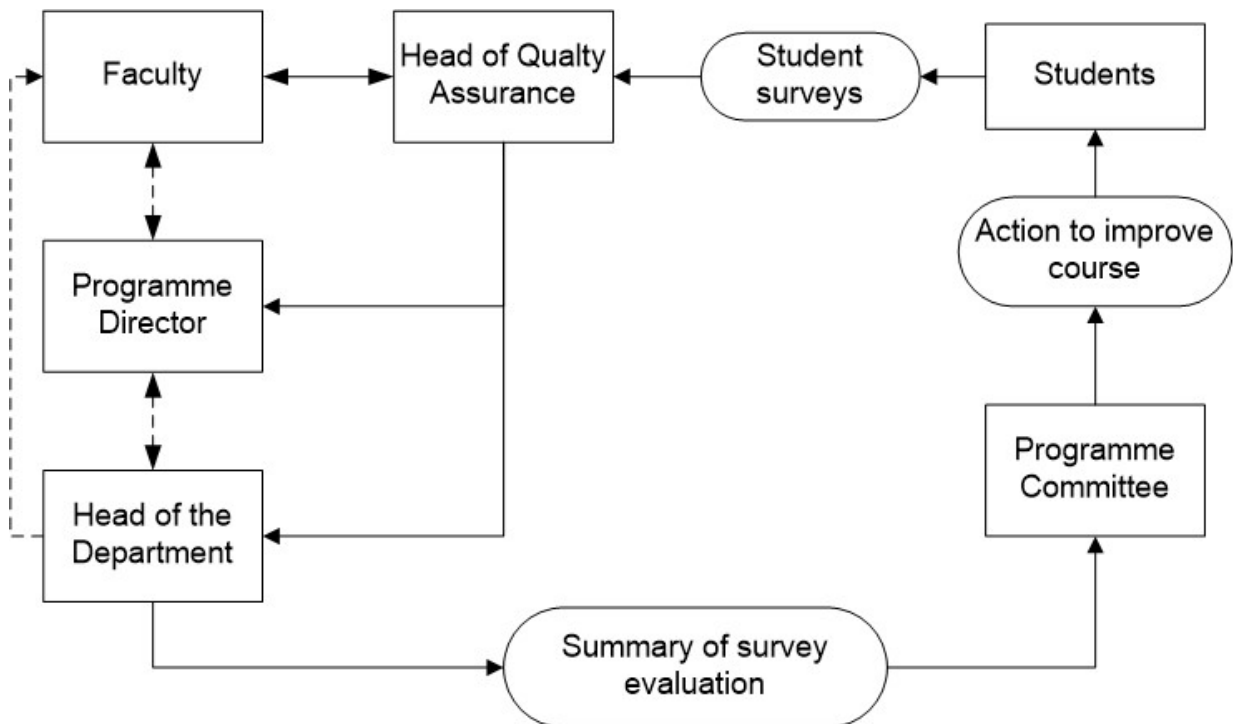 Faculty
Head of Qualty
Assurance
Student
surveys
Students
Action to improve
course
Programme
Director
Programme
Committee
Head of the
Department
Summary of survey
evaluation